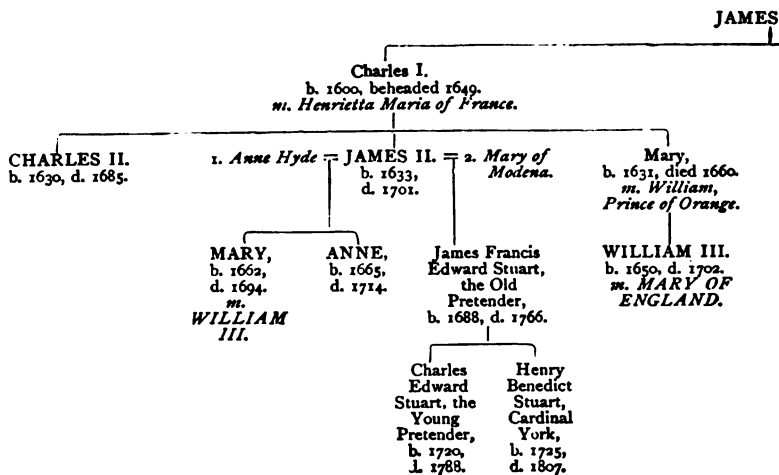 JAMES
Charles I.
b. 1600, beheaded 1649.
m. Henrietta Maria of France.
CHARLES II.
b. 1630, d. 1685.
1. Anne Hyde = JAMES II. = 2. Mary of
Modena.
b. 1633,
d. 1701.
Mary,
b. 1631, died 1660.
m. William,
Prince of Orange.
MARY,
b. 1662,
d. 1694.
m.
WILLIAM
III.
ANNE,
b. 1665,
d. 1714.
James Francis
Edward Stuart,
the Old
Pretender,
b. 1688, d. 1766.
WILLIAM III.
b. 1650, d. 1702.
m. MARY OF
ENGLAND.
Charles
Edward
Stuart, the
Young
Pretender,
b. 1720,
d. 1788.
Henry
Benedict
Stuart,
Cardinal
York,
b. 1725,
d. 1807.